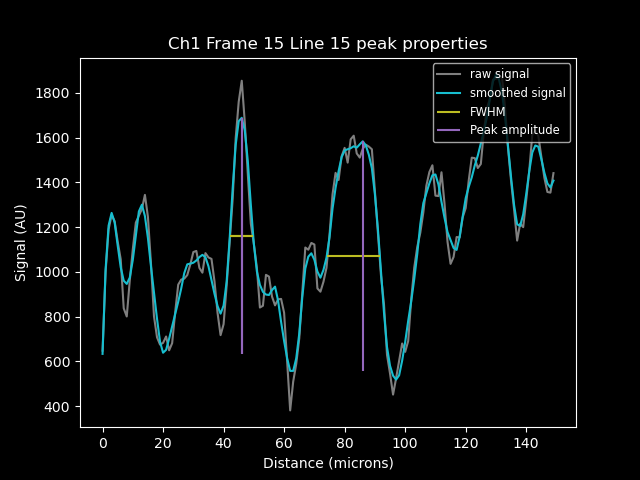 Ch1 Frame 15 Line 15 peak properties
raw signal
smoothed signal
FWHM
Peak amplitude
Signal (AU)
1800
1600
1400
1200
1000
800
600
400
0 20 40 60 80 100 120 140
Distance (microns)